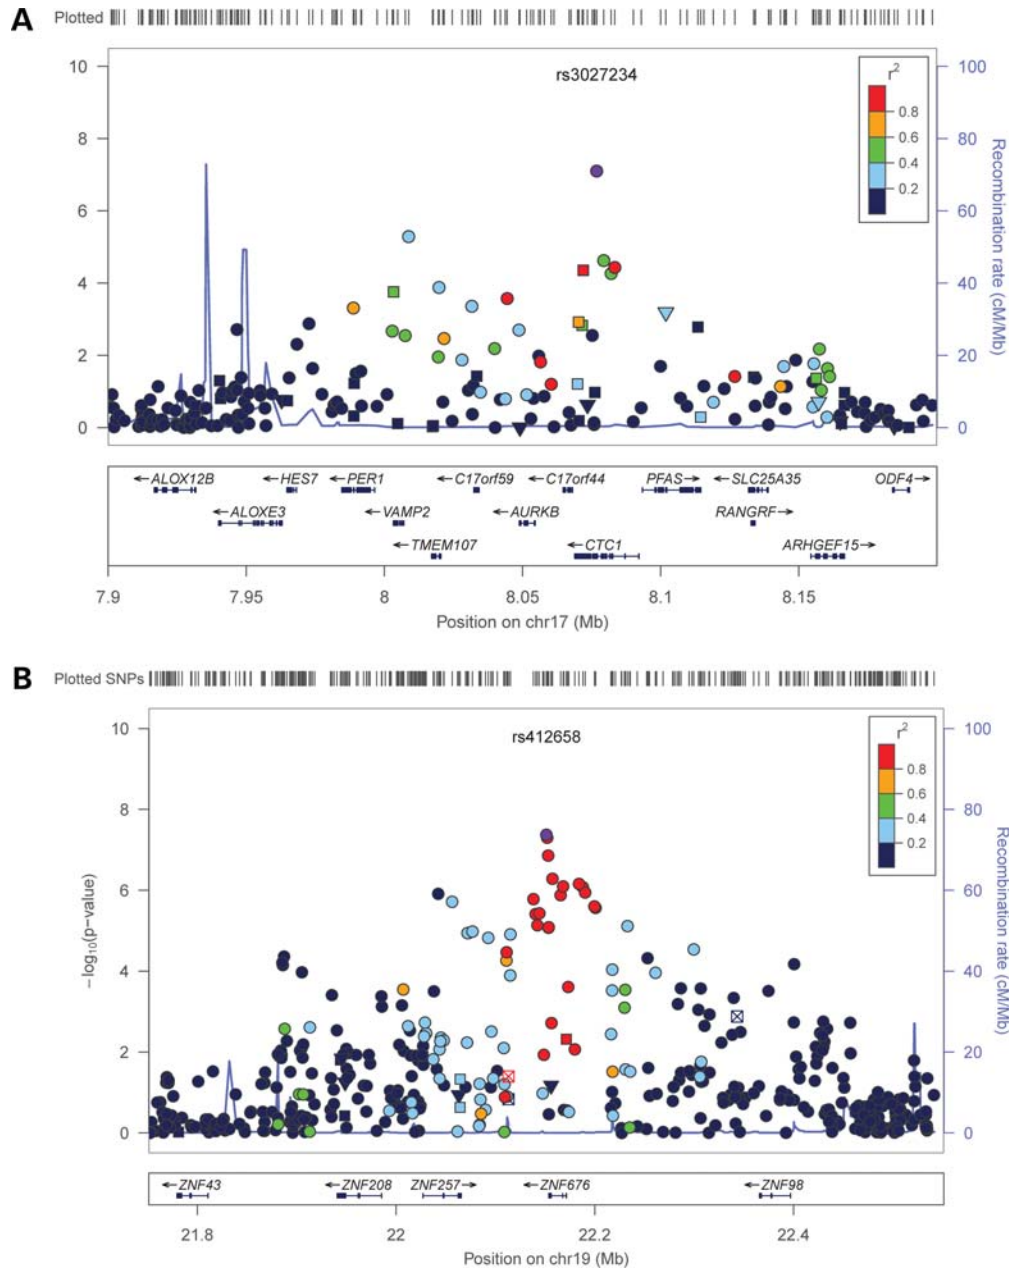 A Plotted
rs3027234
r2
0.8
0.6
0.4
0.2
10
8
6
4
2
0
100
80
60
40
20
0
Recombination rate (cM/Mb)
←ALOX12B ←HES7 ←PER1 ←C17orf59 ←C17orf44 PFAS→ ←SLC25A35 ODF4→
←ALOXE3 ←VAMP2 ←AURKB RANGRF→
←TMEM107 ←CTC1 ARHGEF15→
7.9 7.95 8 8.05 8.1 8.15
Position on chr17 (Mb)
B Plotted SNPs
rs412658
r2
0.8
0.6
0.4
0.2
10
8
6
4
2
0
−log10(p−value)
100
80
60
40
20
0
Recombination rate (cM/Mb)
←ZNF43 ←ZNF208 ZNF257→ ←ZNF676 ←ZNF98
21.8 22 22.2 22.4
Position on chr19 (Mb)